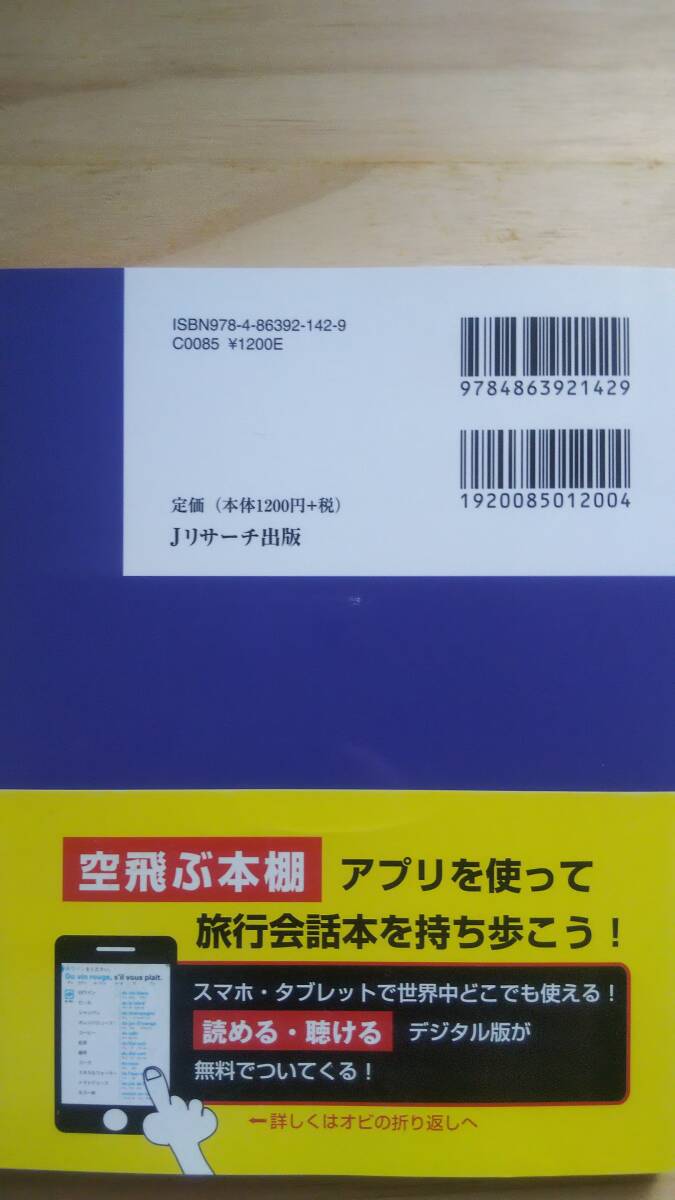 ISBN978-4-86392-142-9
C0085 ¥1200E
9784863921429
1920085012004
定価（本体1200円+税）
Jリサーチ出版
空飛ぶ本棚 アプリを使って
旅行会話本を持ち歩こう！
Du vin rouge, s'il vous plaît.
スマホ・タブレットで世界中どこでも使える！
読める・聴ける デジタル版が
無料でついてくる！
←詳しくはオビの折り返しへ